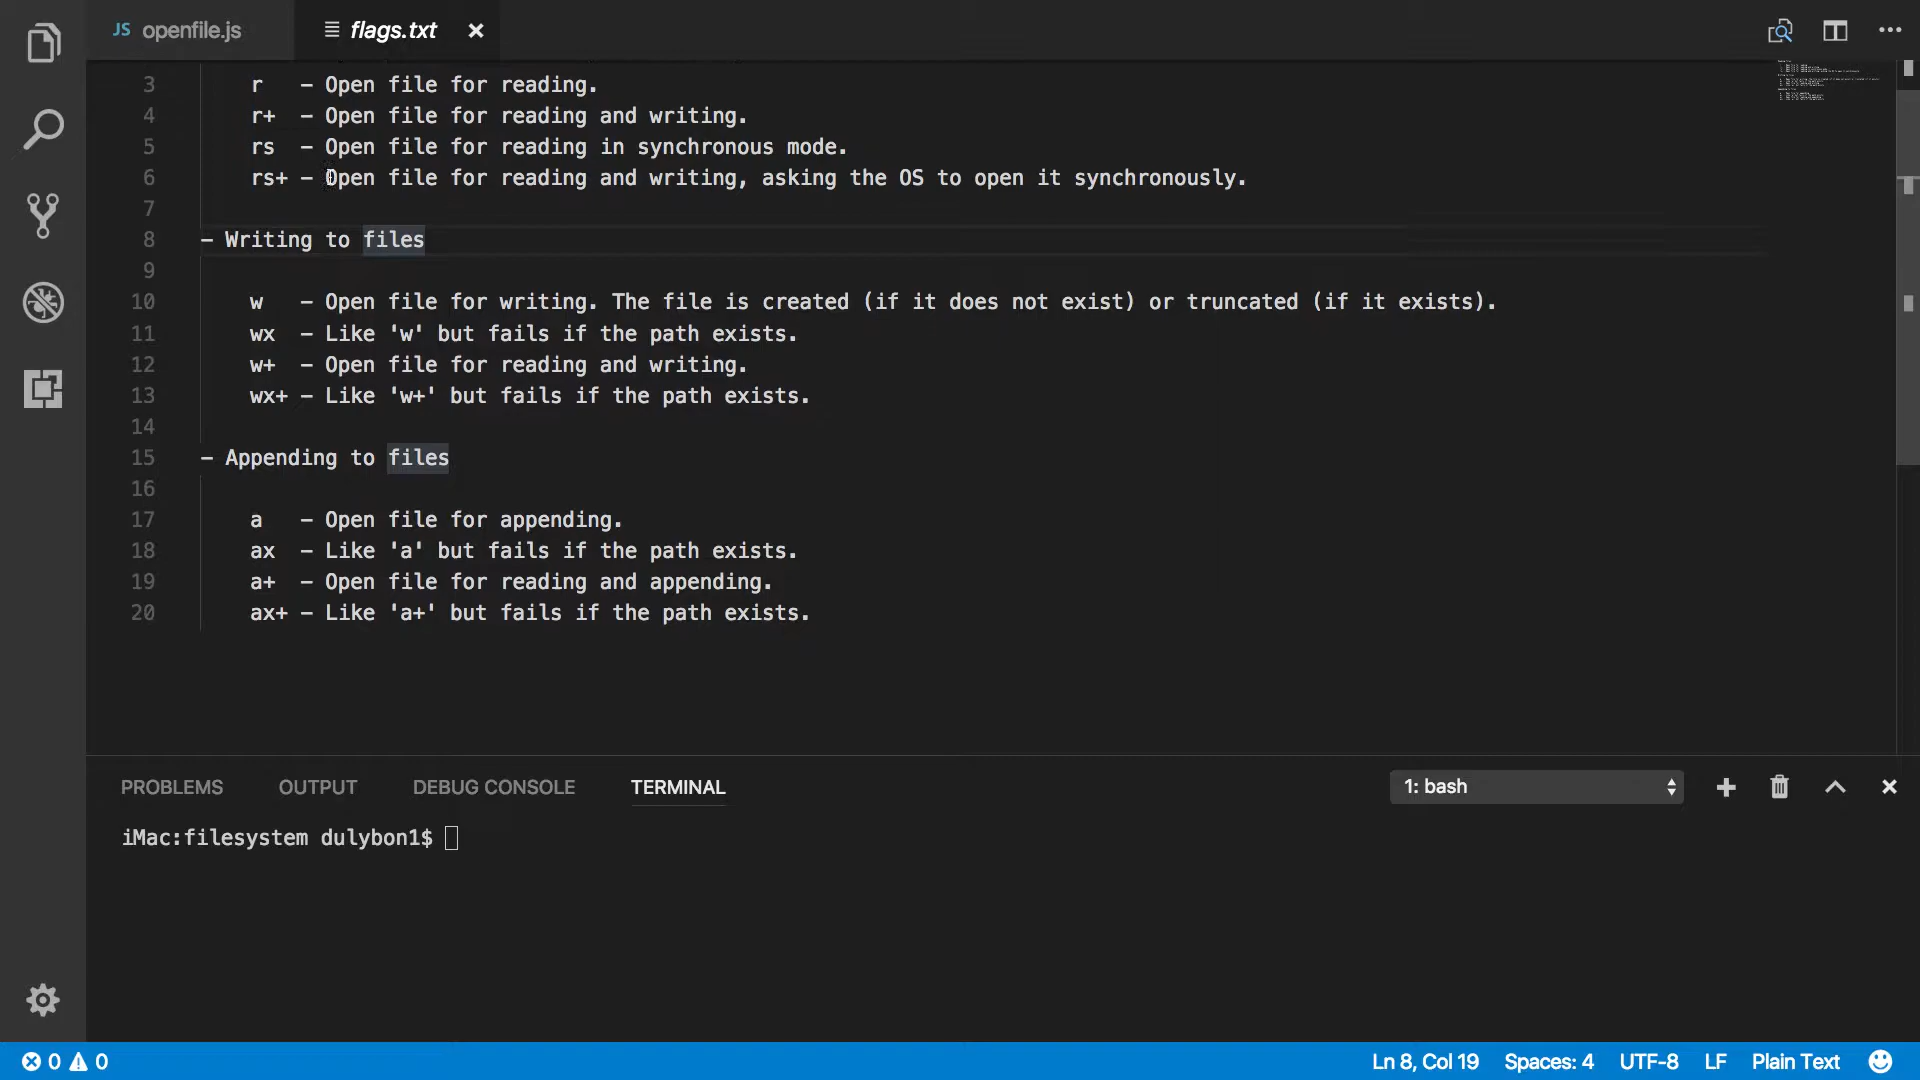 JS openfile.js
flags.txt
3 r – Open file for reading.
4 r+ – Open file for reading and writing.
5 rs – Open file for reading in synchronous mode.
6 rs+ – Open file for reading and writing, asking the OS to open it synchronously.
7
8 – Writing to files
9
10 w – Open file for writing. The file is created (if it does not exist) or truncated (if it exists).
11 wx – Like 'w' but fails if the path exists.
12 w+ – Open file for reading and writing.
13 wx+ – Like 'w+' but fails if the path exists.
14
15 – Appending to files
16
17 a – Open file for appending.
18 ax – Like 'a' but fails if the path exists.
19 a+ – Open file for reading and appending.
20 ax+ – Like 'a+' but fails if the path exists.
PROBLEMS OUTPUT DEBUG CONSOLE TERMINAL 1: bash
iMac:filesystem dulybon1$
0 0 Ln 8, Col 19 Spaces: 4 UTF-8 LF Plain Text